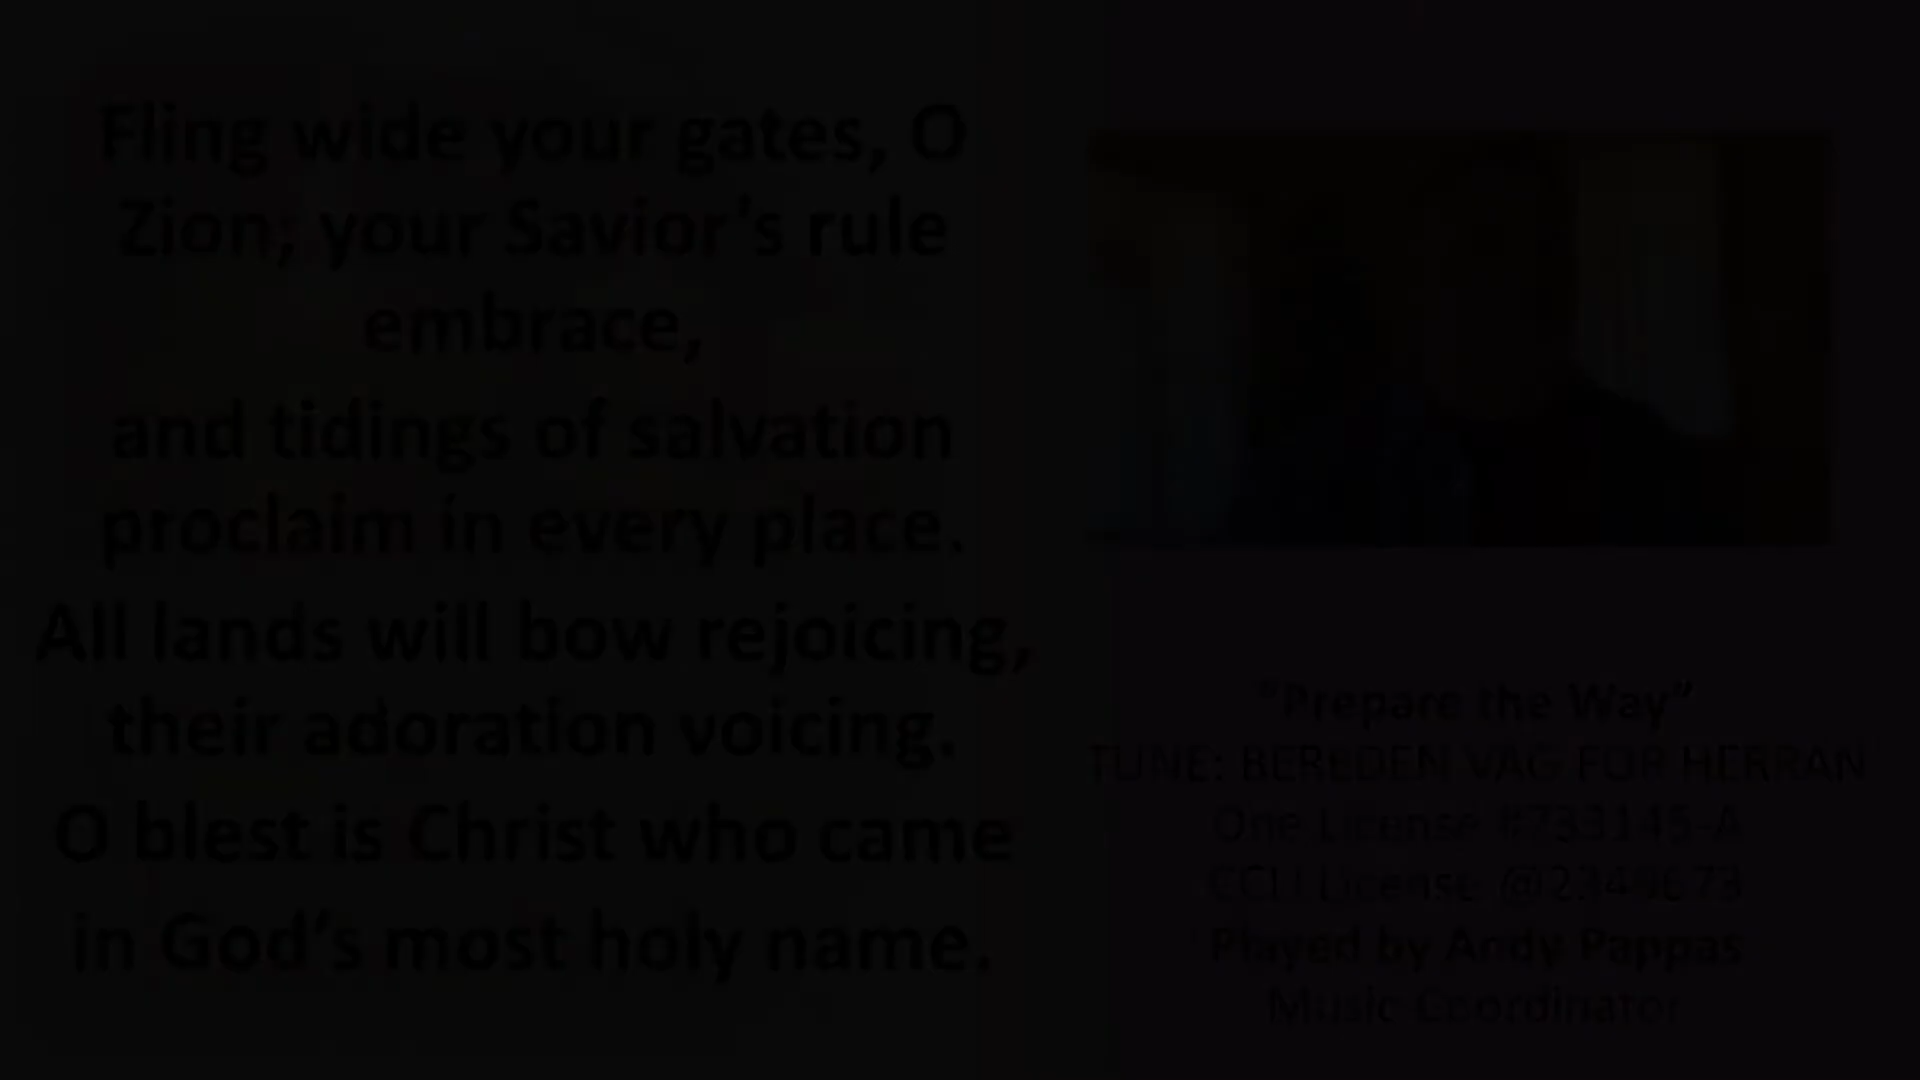 Fling wide your gates, O
Zion, your Savior’s rule
embrace,
and tidings of salvation
proclaim in every place.
All lands will bow rejoicing,
their adoration voicing.
O blest is Christ who came
in God’s most holy name.
“Prepare the Way”
TUNE: BEREDEN VAG FOR HERRAN
One License #733145-A
CCLI License
Played by Andy Pappas
Music Coordinator